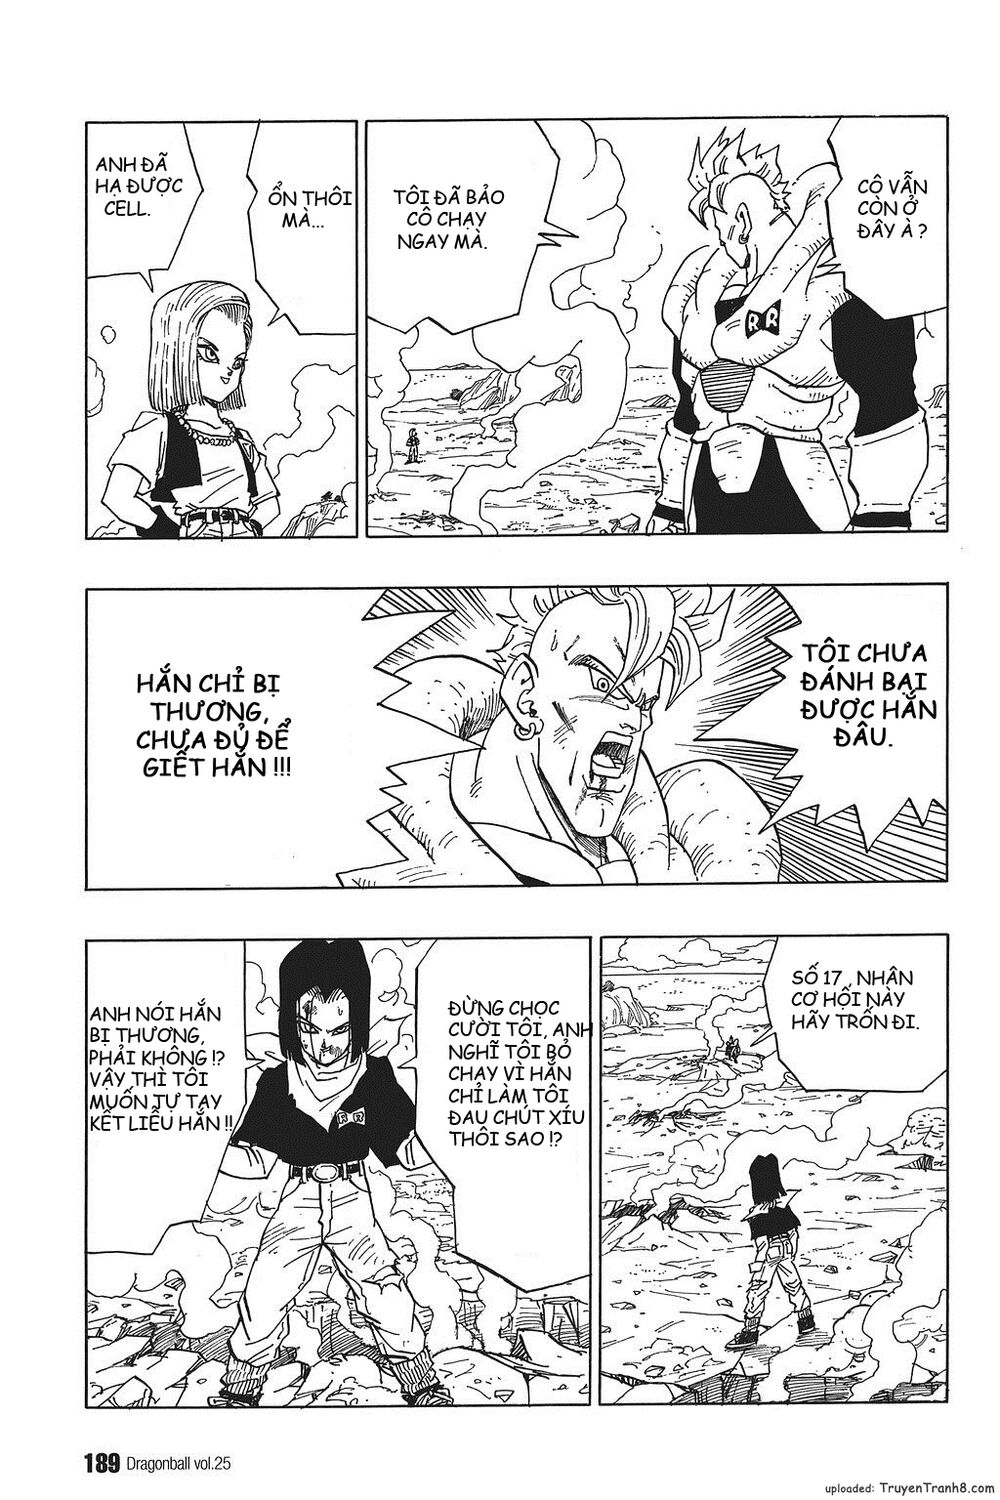 CÔ VẪN
CÒN Ở
ĐÂY À ?
TÔI ĐÃ BẢO
CÔ CHẠY
NGAY MÀ.
RR
ỔN THÔI
MÀ...
ANH ĐÃ
HẠ ĐƯỢC
CELL.
TÔI CHƯA
ĐÁNH BẠI
ĐƯỢC HẮN
ĐÂU.
HẮN CHỈ BỊ
THƯƠNG,
CHƯA ĐỦ ĐỂ
GIẾT HẮN !!!
SỐ 17, NHÂN
CƠ HỘI NÀY
HÃY TRỐN ĐI.
ĐỪNG CHỌC
CƯỜI TÔI, ANH
NGHĨ TÔI BỎ
CHẠY VÌ HẮN
CHỈ LÀM TÔI
ĐAU CHÚT XÍU
THÔI SAO !?
ANH NÓI HẮN
BỊ THƯƠNG,
PHẢI KHÔNG !?
VẬY THÌ TÔI
MUỐN TỰ TAY
KẾT LIỄU HẮN !!
RR
189 Dragonball vol.25
uploaded: TruyenTranh8.com